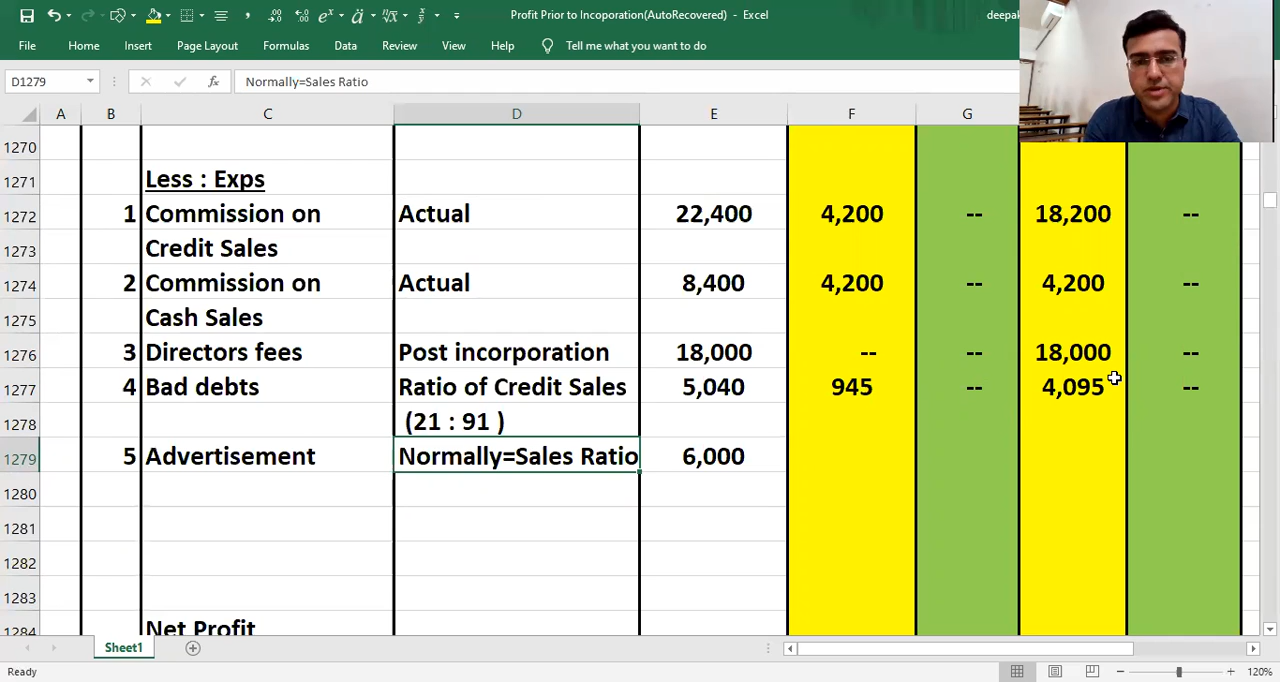 Profit Prior to Incoporation(AutoRecovered) - Excel
deepak
File Home Insert Page Layout Formulas Data Review View Help Tell me what you want to do
D1279 fx Normally=Sales Ratio
A B C D E F G
1270
1271 Less : Exps
1272 1 Commission on Actual 22,400 4,200 -- 18,200 --
1273 Credit Sales
1274 2 Commission on Actual 8,400 4,200 -- 4,200 --
1275 Cash Sales
1276 3 Directors fees Post incorporation 18,000 -- -- 18,000 --
1277 4 Bad debts Ratio of Credit Sales 5,040 945 -- 4,095 --
1278 (21 : 91 )
1279 5 Advertisement Normally=Sales Ratio 6,000
1280
1281
1282
1283
1284 Net Profit
Sheet1
Ready 120%